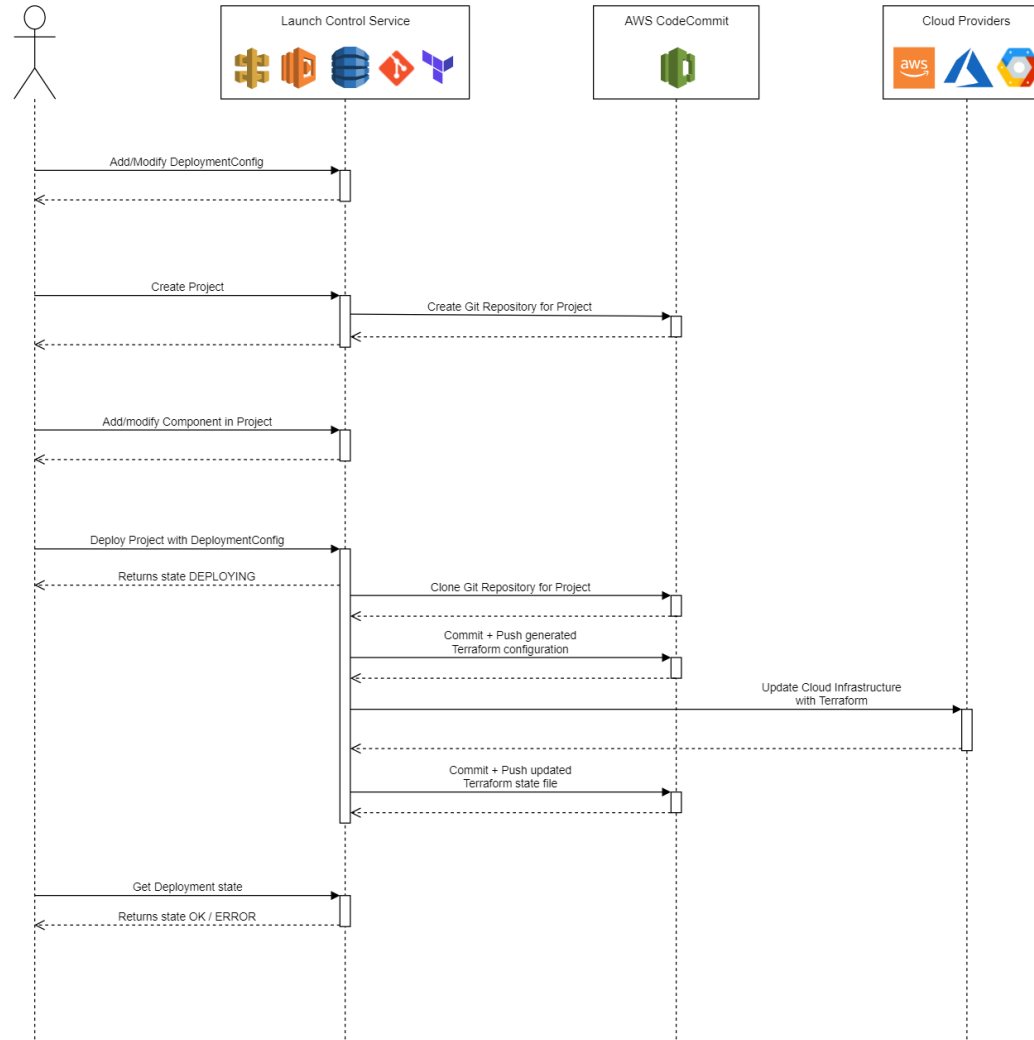 Launch Control Service
AWS CodeCommit
Cloud Providers
aws
Add/Modify DeploymentConfig
Create Project
Create Git Repository for Project
Add/modify Component in Project
Deploy Project with DeploymentConfig
Returns state DEPLOYING
Clone Git Repository for Project
Commit + Push generated
Terraform configuration
Update Cloud Infrastructure
with Terraform
Commit + Push updated
Terraform state file
Get Deployment state
Returns state OK / ERROR